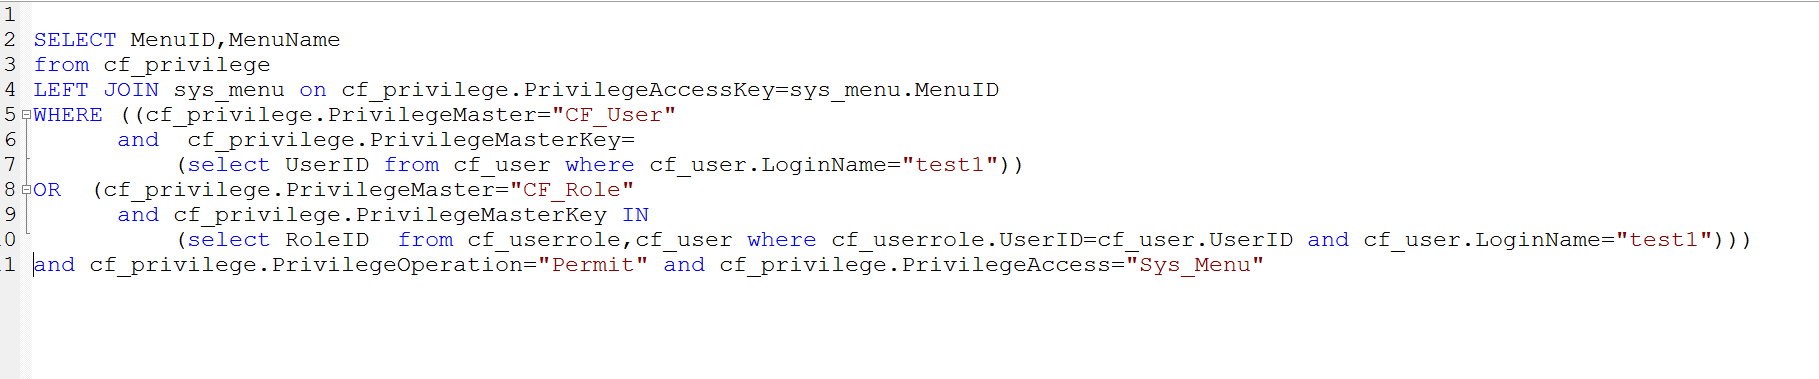 1
2 SELECT MenuID,MenuName
3 from cf_privilege
4 LEFT JOIN sys_menu on cf_privilege.PrivilegeAccessKey=sys_menu.MenuID
5 WHERE ((cf_privilege.PrivilegeMaster="CF_User"
6       and  cf_privilege.PrivilegeMasterKey=
7           (select UserID from cf_user where cf_user.LoginName="test1"))
8 OR  (cf_privilege.PrivilegeMaster="CF_Role"
9       and cf_privilege.PrivilegeMasterKey IN
0           (select RoleID  from cf_userrole,cf_user where cf_userrole.UserID=cf_user.UserID and cf_user.LoginName="test1")))
1 and cf_privilege.PrivilegeOperation="Permit" and cf_privilege.PrivilegeAccess="Sys_Menu"